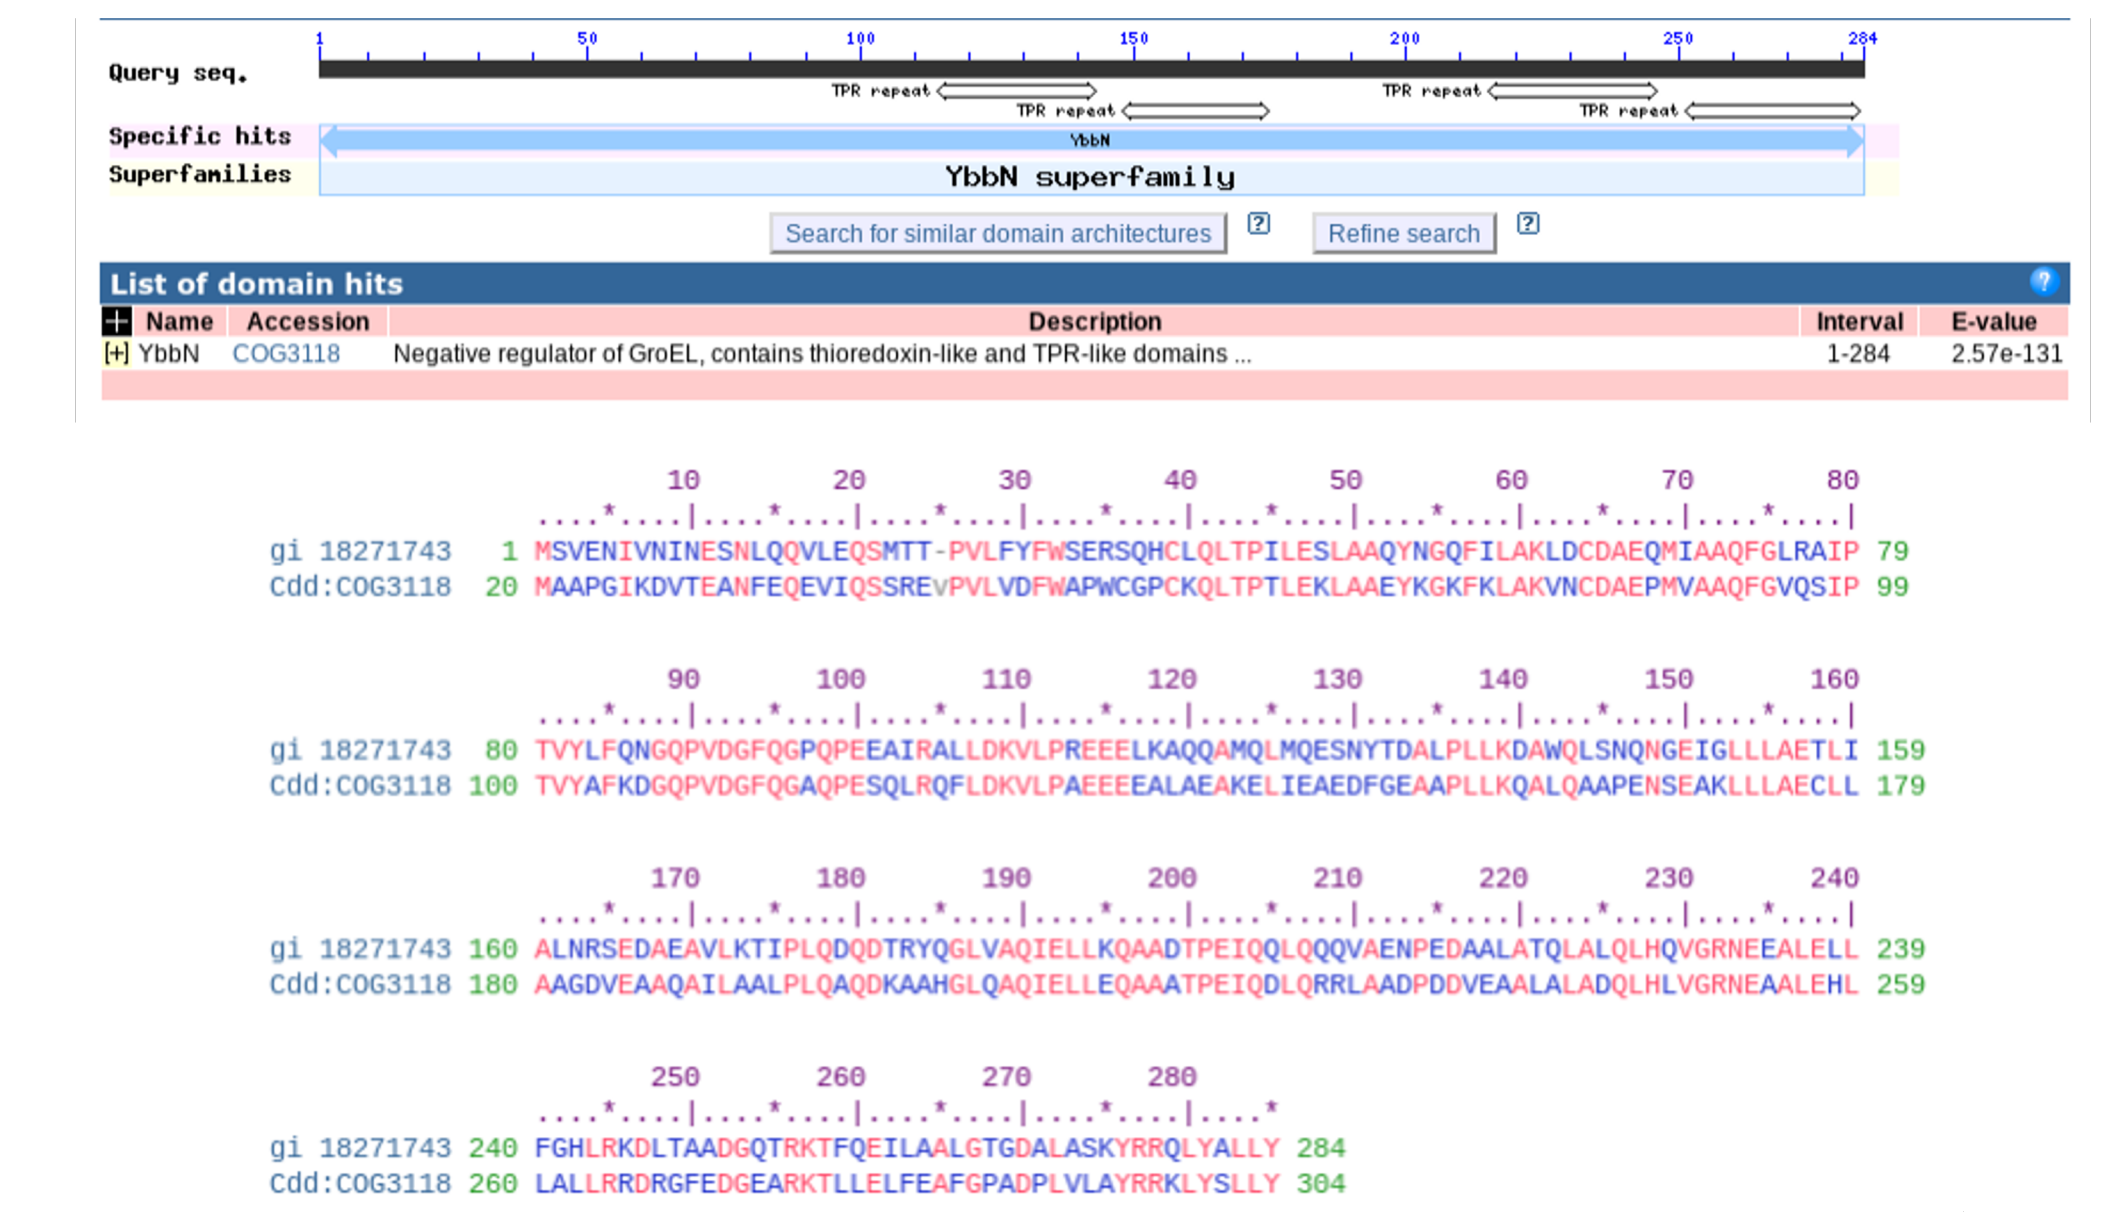 1 50 100 150 200 250 284
Query seq.
TPR repeat TPR repeat
TPR repeat TPR repeat
Specific hits YbbN
Superfamilies YbbN superfamily
Search for similar domain architectures ? Refine search ?
List of domain hits ?
+ Name Accession Description Interval E-value
[+] YbbN COG3118 Negative regulator of GroEL, contains thioredoxin-like and TPR-like domains ... 1-284 2.57e-131
10 20 30 40 50 60 70 80
....*....|....*....|....*....|....*....|....*....|....*....|....*....|....*....|
gi 18271743 1 MSVENIVNINESNLQQVLEQSMTT-PVLFYFWSERSQHCLQLTPILESLAAQYNGQFILAKLDCDAEQMIAAQFGLRAIP 79
Cdd:COG3118 20 MAAPGIKDVTEANFEQEVIQSSREvPVLVDFWAPWCGPCKQLTPTLEKLAAEYKGKFKLAKVNCDAEPMVAAQFGVQSIP 99
90 100 110 120 130 140 150 160
....*....|....*....|....*....|....*....|....*....|....*....|....*....|....*....|
gi 18271743 80 TVYLFQNGQPVDGFQGPQPEEAIRALLDKVLPREEELKAQQAMQLMQESNYTDALPLLKDAWQLSNQNGEIGLLLAETLI 159
Cdd:COG3118 100 TVYAFKDGQPVDGFQGAQPESQLRQFLDKVLPAEEEEALAEAKELIEAEDFGEAAPLLKQALQAAPENSEAKLLLAECLL 179
170 180 190 200 210 220 230 240
....*....|....*....|....*....|....*....|....*....|....*....|....*....|....*....|
gi 18271743 160 ALNRSEDAEAVLKTIPLQDQDTRYQGLVAQIELLKQAADTPEIQQLQQQVAENPEDAALATQLALQLHQVGRNEEALELL 239
Cdd:COG3118 180 AAGDVEAAQAILAALPLQAQDKAAHGLQAQIELLEQAAATPEIQDLQRRLAADPDDVEAALALADQLHLVGRNEAALEHL 259
250 260 270 280
....*....|....*....|....*....|....*....|....*
gi 18271743 240 FGHLRKDLTAADGQTRKTFQEILAALGTGDALASKYRRQLYALLY 284
Cdd:COG3118 260 LALLRRDRGFEDGEARKTLLELFEAFGPADPLVLAYRRKLYSLLY 304